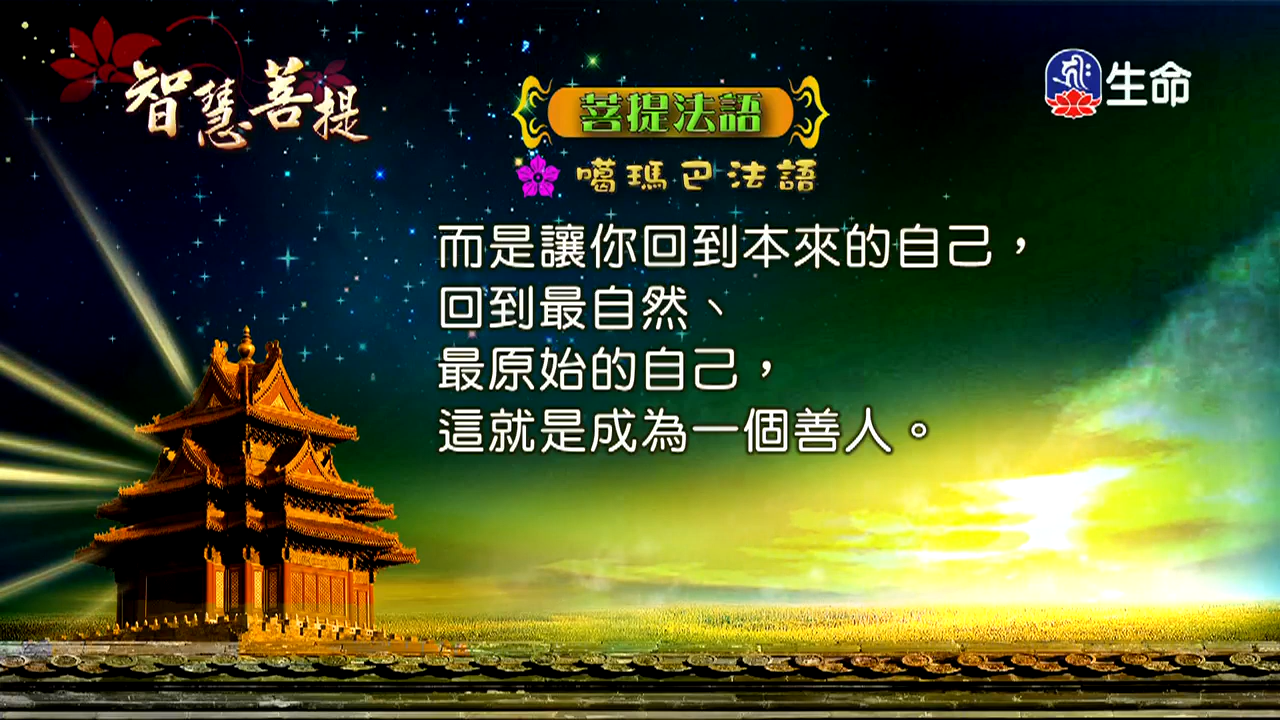 智慧菩提
生命
菩提法語
噶瑪巴法語
而是讓你回到本來的自己，
回到最自然、
最原始的自己，
這就是成為一個善人。